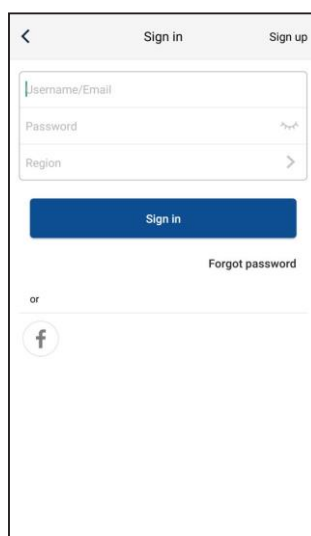 Sign in
Sign up
Username/Email
Password
Region
Sign in
Forgot password
or
f